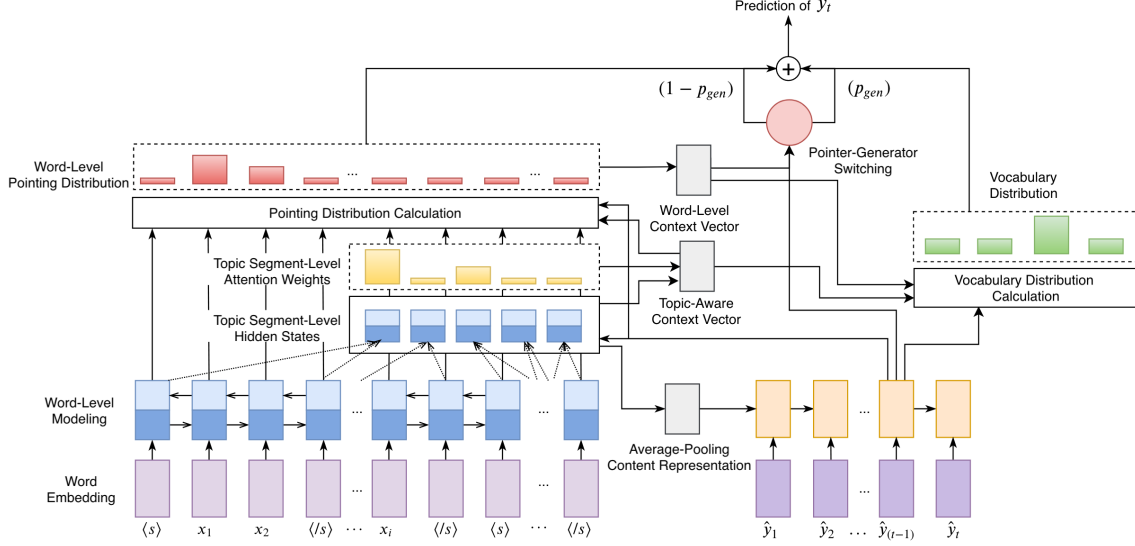 Prediction of y_t
(1 − p_gen)
(p_gen)
Word-Level
Pointing Distribution
...
...
Pointer-Generator
Switching
Vocabulary
Distribution
Pointing Distribution Calculation
Word-Level
Context Vector
Topic Segment-Level
Attention Weights
Vocabulary Distribution
Calculation
Topic-Aware
Context Vector
Topic Segment-Level
Hidden States
Word-Level
Modeling
...
...
...
Average-Pooling
Content Representation
Word
Embedding
...
...
...
⟨s⟩ x_1 x_2 ⟨/s⟩ ⋯ x_i ⟨/s⟩ ⟨s⟩ ⋯ ⟨/s⟩
ŷ_1 ŷ_2 ⋯ ŷ_(t−1) ŷ_t